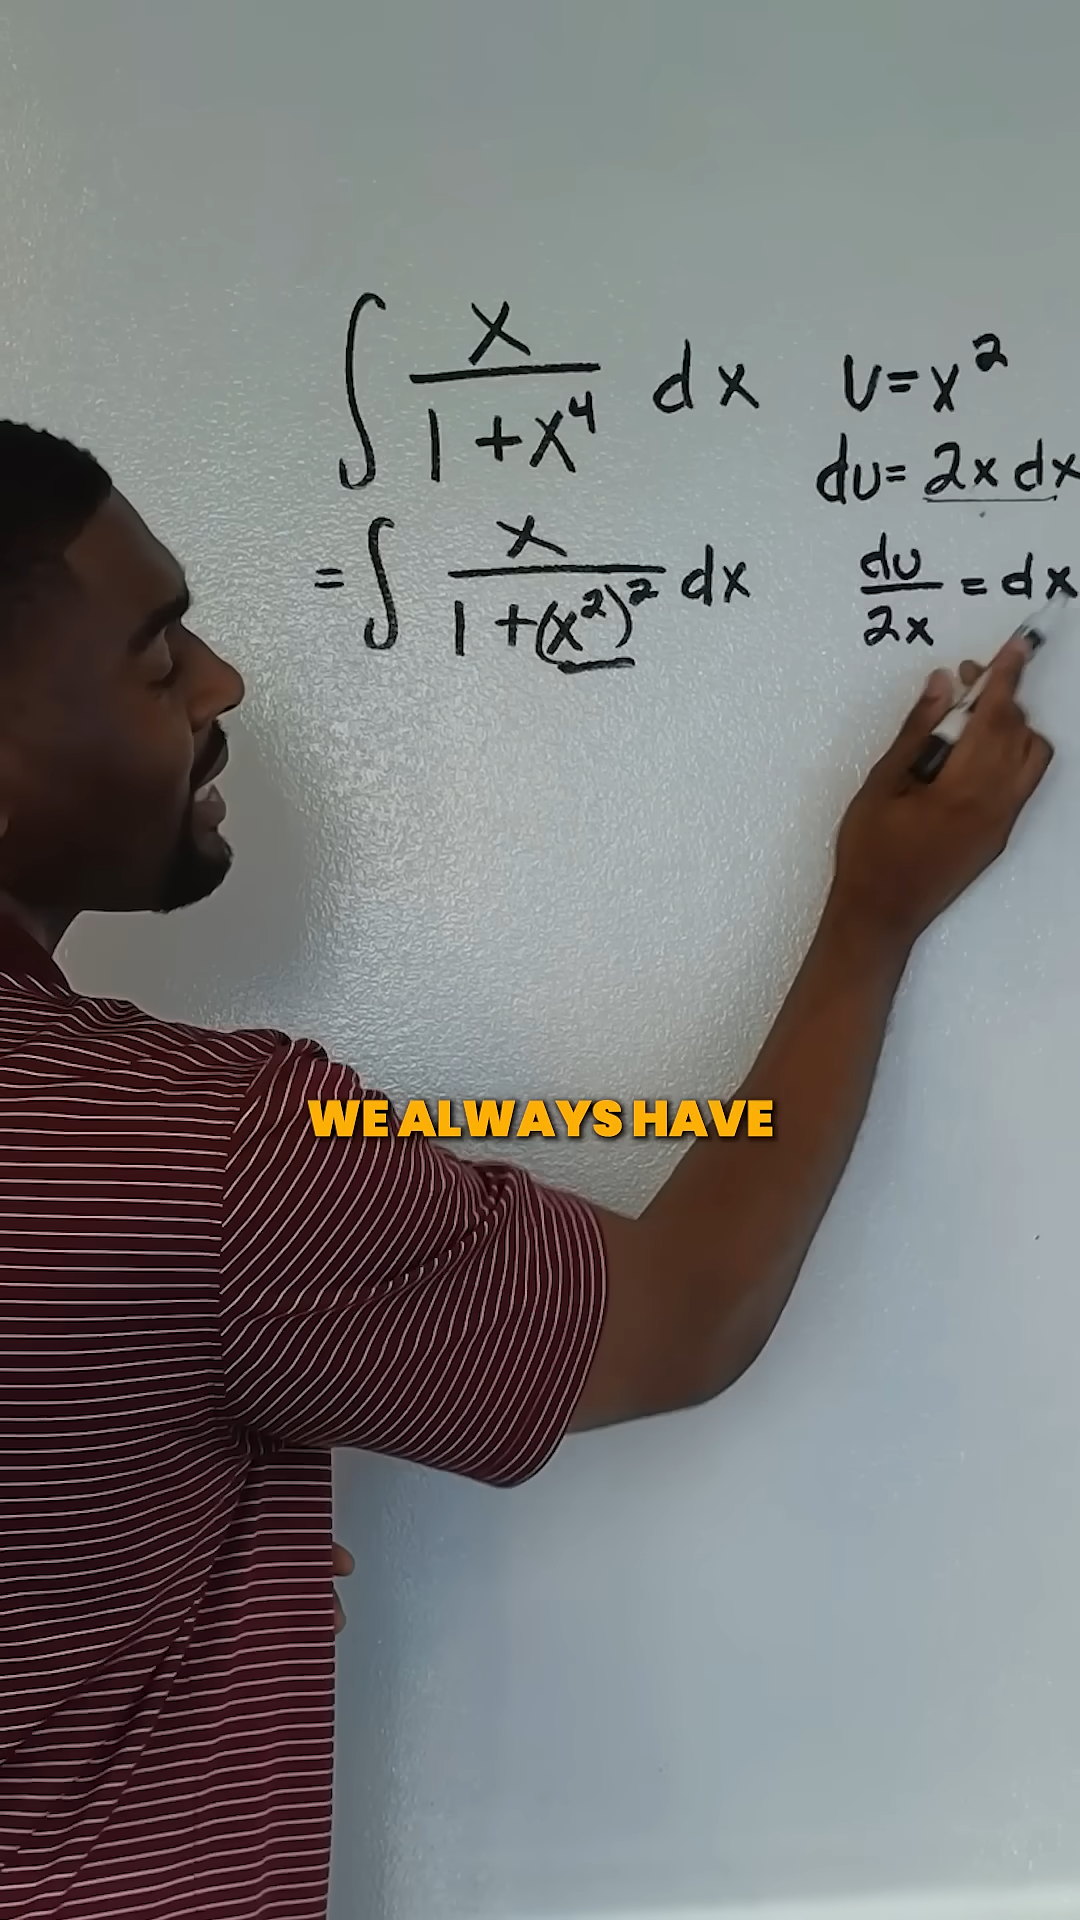 ∫ x / (1 + x⁴) dx
u = x²
du = 2x dx
= ∫ x / (1 + (x²)²) dx
du / 2x = dx
WE ALWAYS HAVE